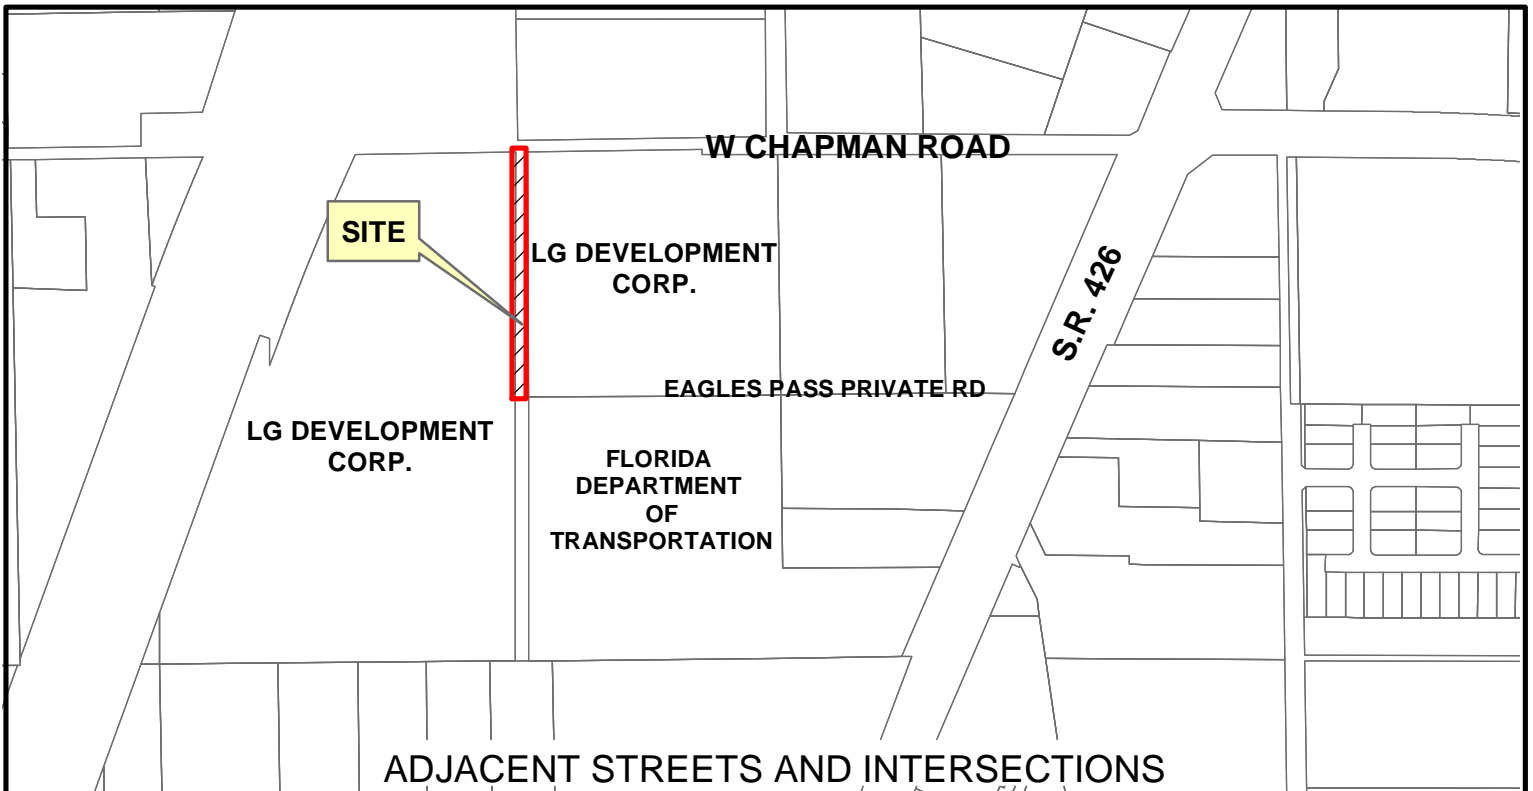 W CHAPMAN ROAD
SITE
LG DEVELOPMENT
CORP.
S.R. 426
EAGLES PASS PRIVATE RD
LG DEVELOPMENT
CORP.
FLORIDA
DEPARTMENT
OF
TRANSPORTATION
ADJACENT STREETS AND INTERSECTIONS